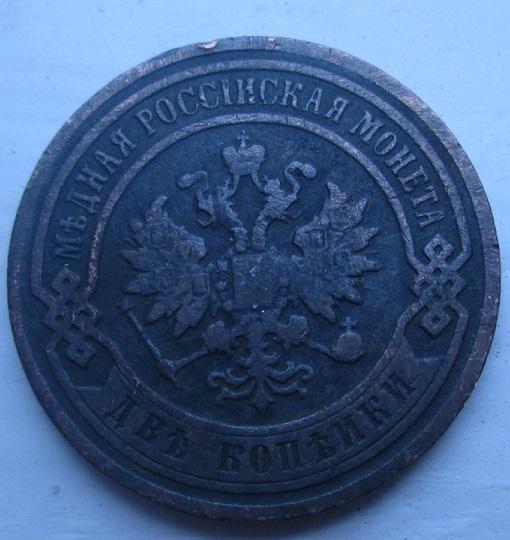 МѢДНАЯ РОССІЙСКАЯ МОНЕТА
ДВѢ КОПѢЙКИ